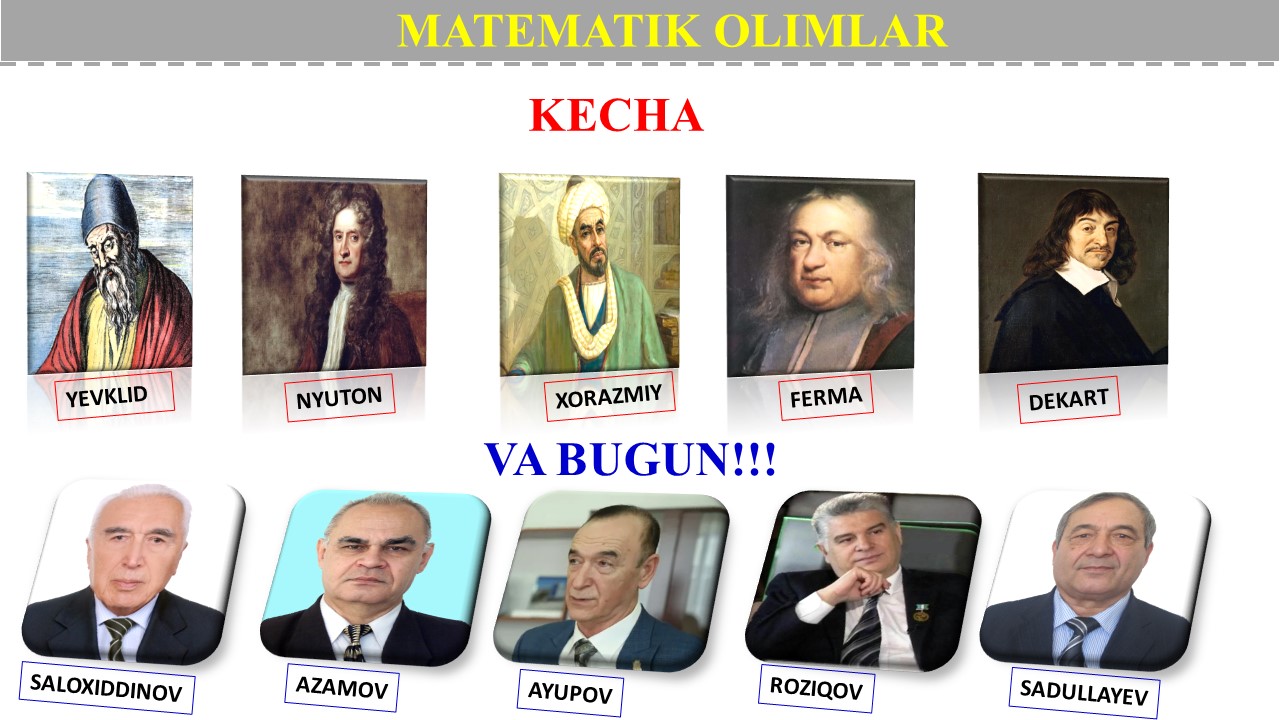 MATEMATIK OLIMLAR
KECHA
YEVKLID
NYUTON
XORAZMIY
FERMA
DEKART
VA BUGUN!!!
SALOXIDDINOV
AZAMOV
AYUPOV
ROZIQOV
SADULLAYEV